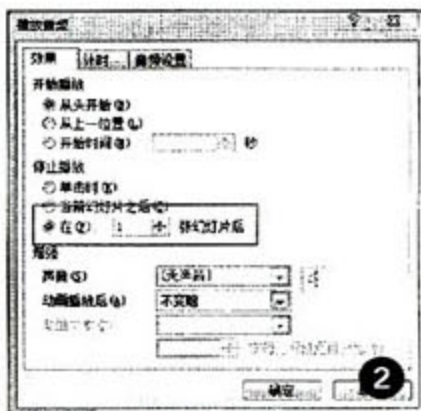 播放音频
效果 计时 音频设置
开始播放
从头开始(B)
从上一位置(L)
开始时间(M) 秒
停止播放
单击时(K)
当前幻灯片之后(C)
在(F) 1 张幻灯片后
增强
声音(S) [无声音]
动画播放后(A) 不变暗
确定
2